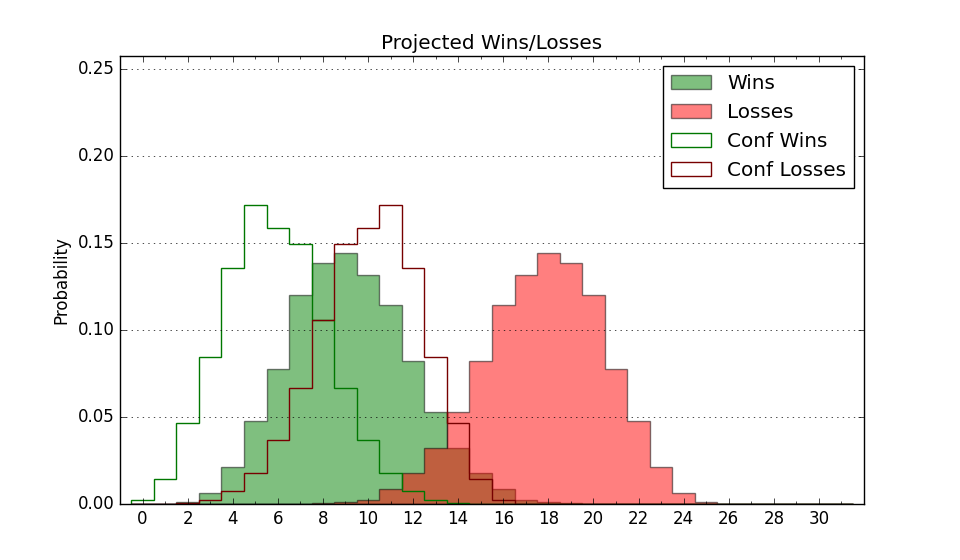 Projected Wins/Losses
0.25
0.20
0.15
0.10
0.05
0.00
Probability
Wins
Losses
Conf Wins
Conf Losses
0 2 4 6 8 10 12 14 16 18 20 22 24 26 28 30